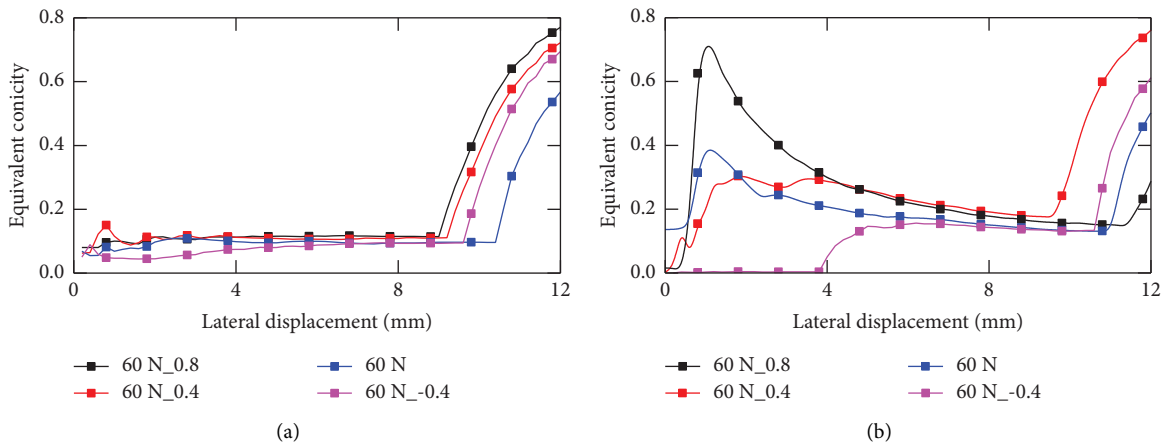 0.8
0.6
0.4
0.2
0.0
Equivalent conicity
0
4
8
12
Lateral displacement (mm)
60 N_0.8
60 N_0.4
60 N
60 N_-0.4
(a)
0.8
0.6
0.4
0.2
0.0
Equivalent conicity
0
4
8
12
Lateral displacement (mm)
60 N_0.8
60 N_0.4
60 N
60 N_-0.4
(b)